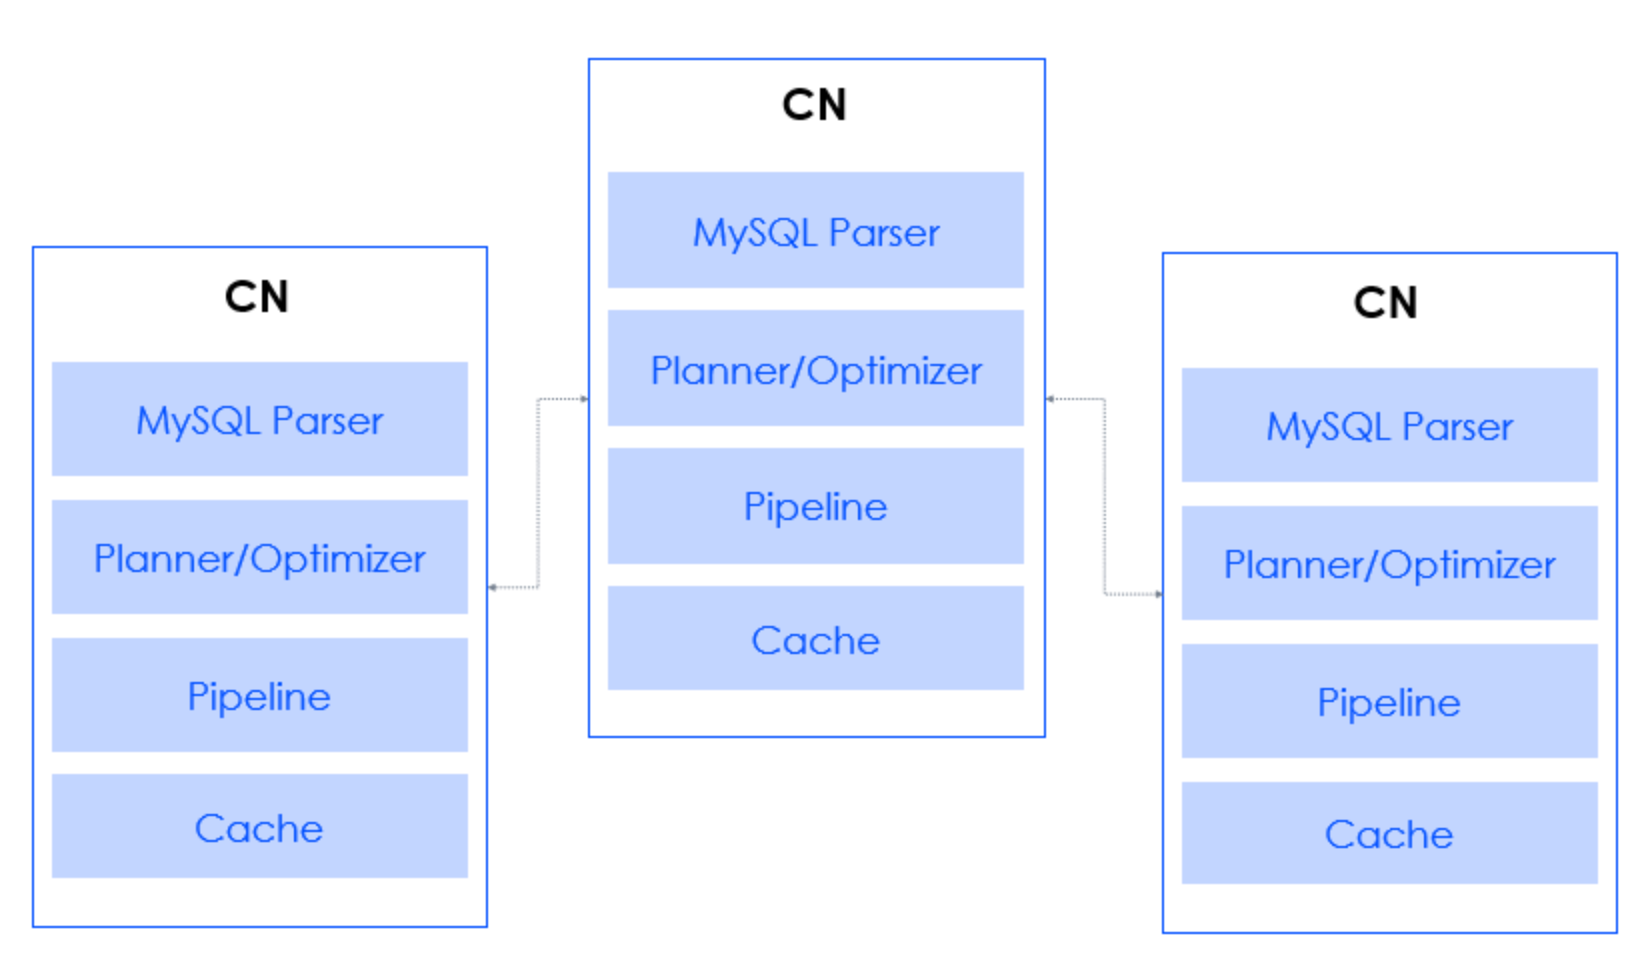 CN
MySQL Parser
Planner/Optimizer
Pipeline
Cache
CN
MySQL Parser
Planner/Optimizer
Pipeline
Cache
CN
MySQL Parser
Planner/Optimizer
Pipeline
Cache